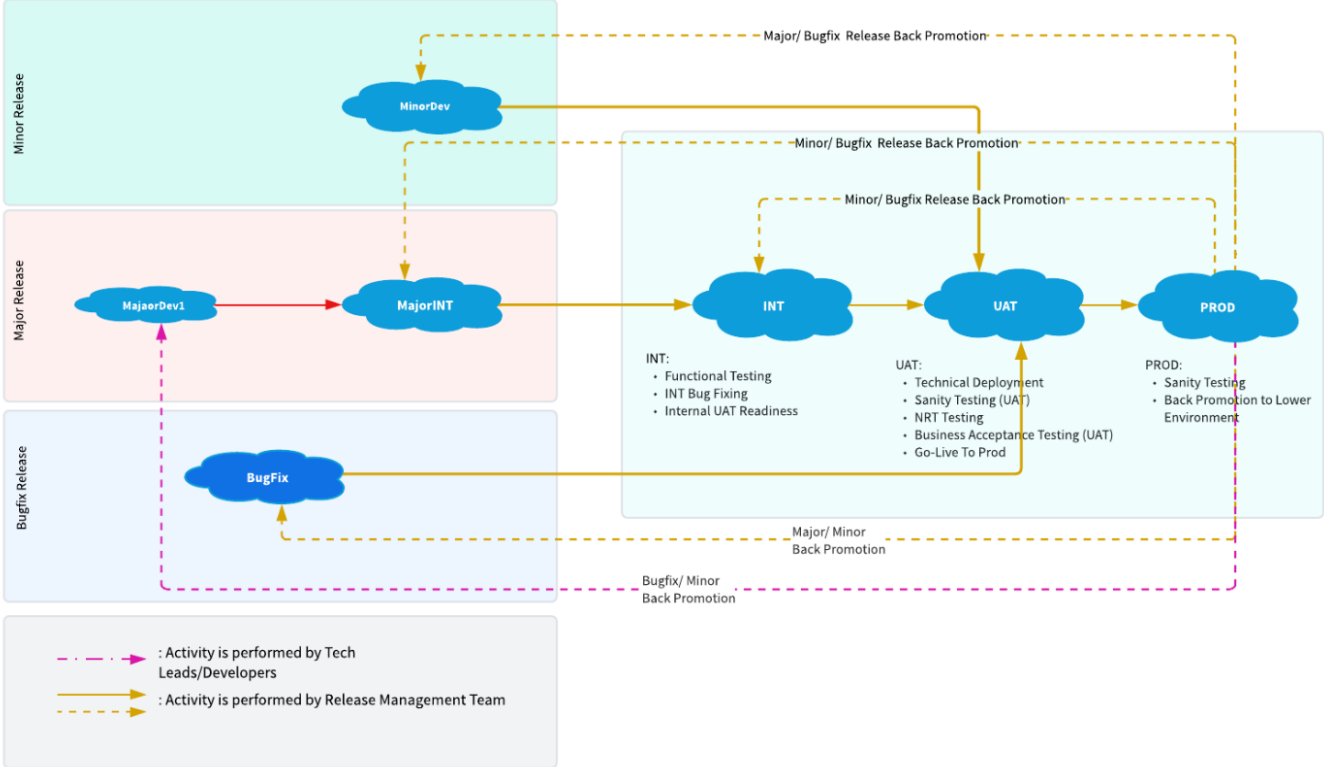 Major/ Bugfix  Release Back Promotion
Minor Release
MinorDev
Minor/ Bugfix  Release Back Promotion
Minor/ Bugfix Release Back Promotion
Major Release
MajaorDev1
MajorINT
INT
UAT
PROD
INT:
• Functional Testing
• INT Bug Fixing
• Internal UAT Readiness
UAT:
• Technical Deployment
• Sanity Testing (UAT)
• NRT Testing
• Business Acceptance Testing (UAT)
• Go-Live To Prod
PROD:
• Sanity Testing
• Back Promotion to Lower
Environment
Bugfix Release
BugFix
Major/ Minor
Back Promotion
Bugfix/ Minor
Back Promotion
: Activity is performed by Tech
Leads/Developers
: Activity is performed by Release Management Team